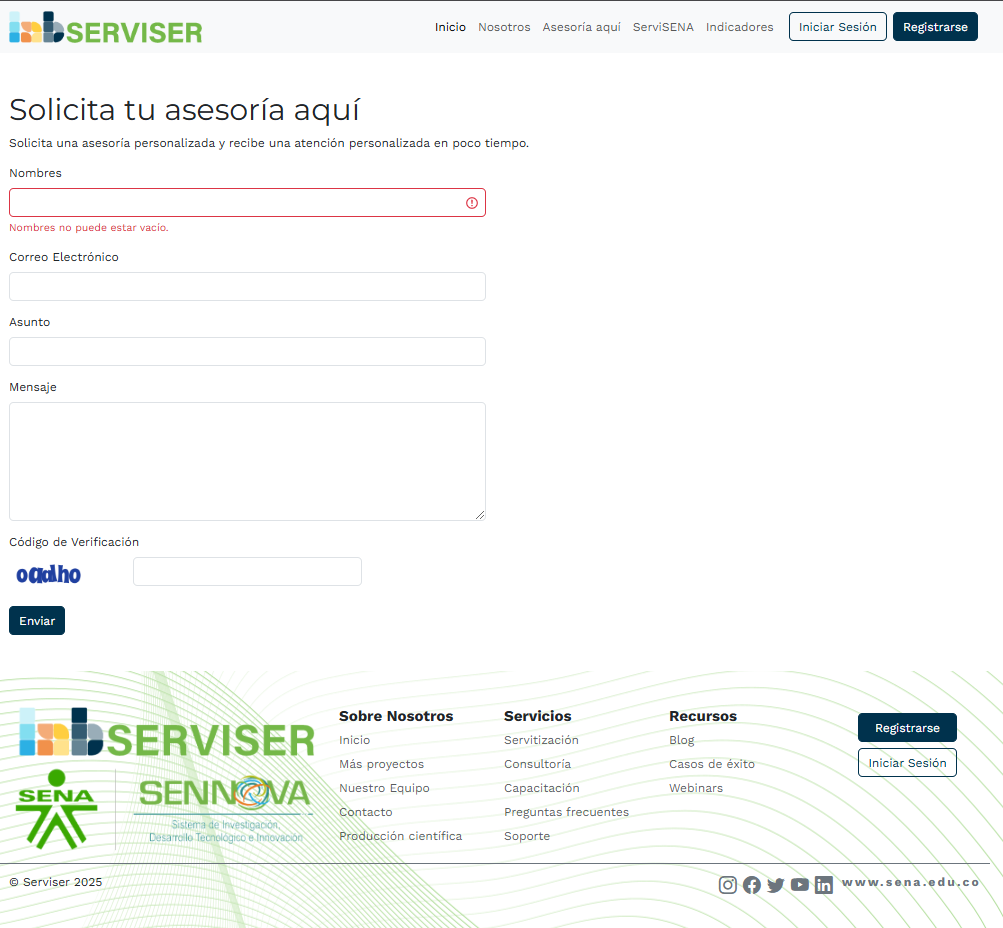 SERVISER
Inicio Nosotros Asesoría aquí ServiSENA Indicadores Iniciar Sesión Registrarse
Solicita tu asesoría aquí
Solicita una asesoría personalizada y recibe una atención personalizada en poco tiempo.
Nombres
Nombres no puede estar vacío.
Correo Electrónico
Asunto
Mensaje
Código de Verificación
Enviar
SERVISER
SENA
SENNOVA
Sistema de Investigación,
Desarrollo Tecnológico e Innovación
Sobre Nosotros
Inicio
Más proyectos
Nuestro Equipo
Contacto
Producción científica
Servicios
Servitización
Consultoría
Capacitación
Preguntas frecuentes
Soporte
Recursos
Blog
Casos de éxito
Webinars
Registrarse
Iniciar Sesión
© Serviser 2025
www.sena.edu.co